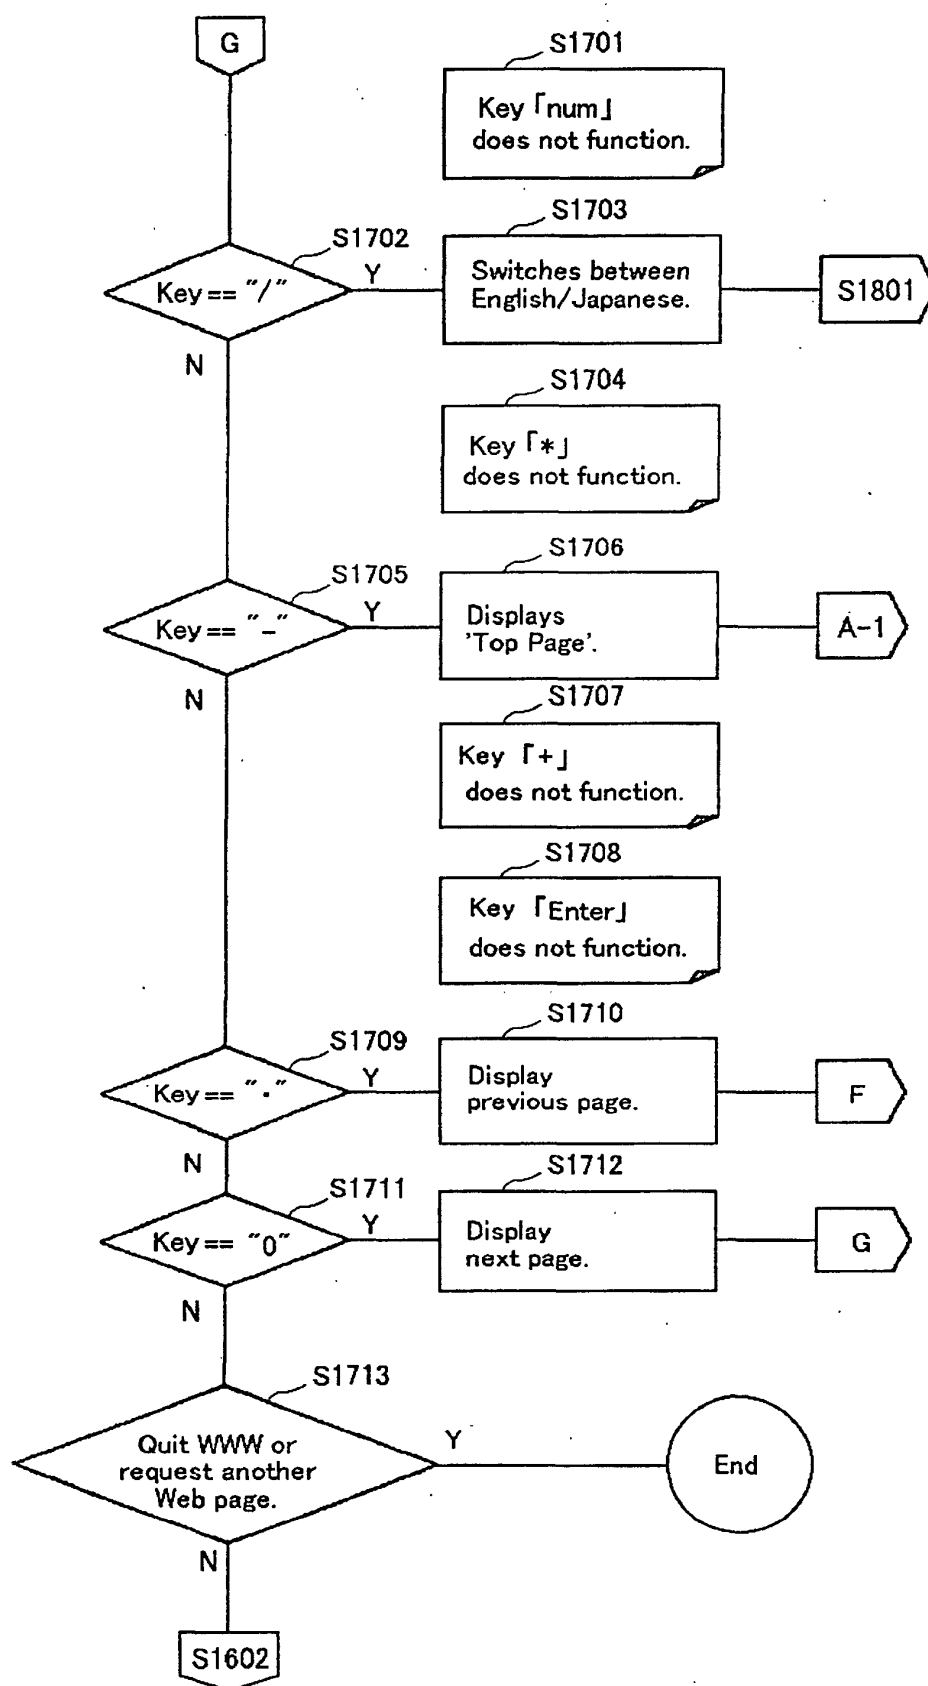 G
S1701
Key「num」
does not function.
S1703
S1702
Y
Key == "/"
Switches between
English/Japanese.
S1801
N
S1704
Key「*」
does not function.
S1706
S1705
Y
Key == "-"
Displays
'Top Page'.
A-1
N
S1707
Key「+」
does not function.
S1708
Key「Enter」
does not function.
S1710
S1709
Y
Key == "・"
Display
previous page.
F
N
S1712
S1711
Y
Key == "0"
Display
next page.
G
N
S1713
Quit WWW or
request another
Web page.
Y
End
N
S1602